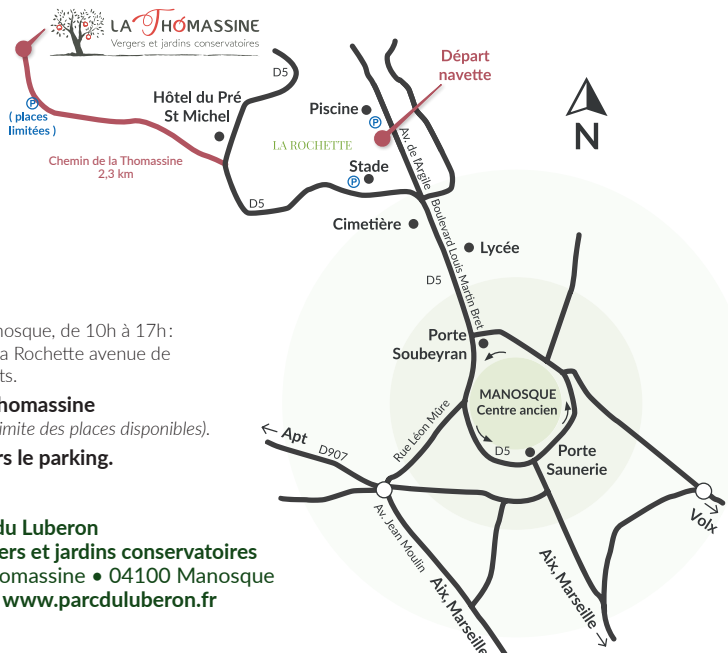 LA THOMASSINE
Vergers et jardins conservatoires
D5
Départ
navette
P
( places
limitées )
Hôtel du Pré
St Michel
Piscine
P
N
LA ROCHETTE
Av. de l'Argile
Chemin de la Thomassine
2,3 km
Stade
P
D5
Cimetière
Boulevard Louis Martin Bret
Lycée
D5
nosque, de 10h à 17h :
a Rochette avenue de
ts.
homassine
imite des places disponibles).
rs le parking.
Porte
Soubeyran
MANOSQUE
Centre ancien
Apt
D907
Rue Léon Mûre
D5
Porte
Saunerie
Volx
Av. Jean Moulin
Aix, Marseille
Aix, Marseille
du Luberon
ers et jardins conservatoires
omassine • 04100 Manosque
www.parcduluberon.fr